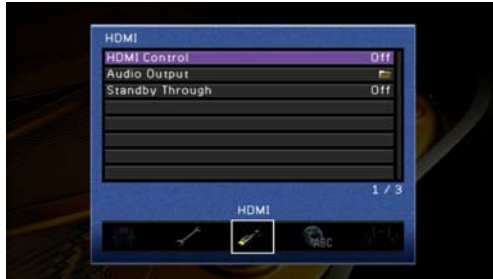 HDMI
HDMI Control Off
Audio Output
Standby Through Off
1 / 3
HDMI
ABC